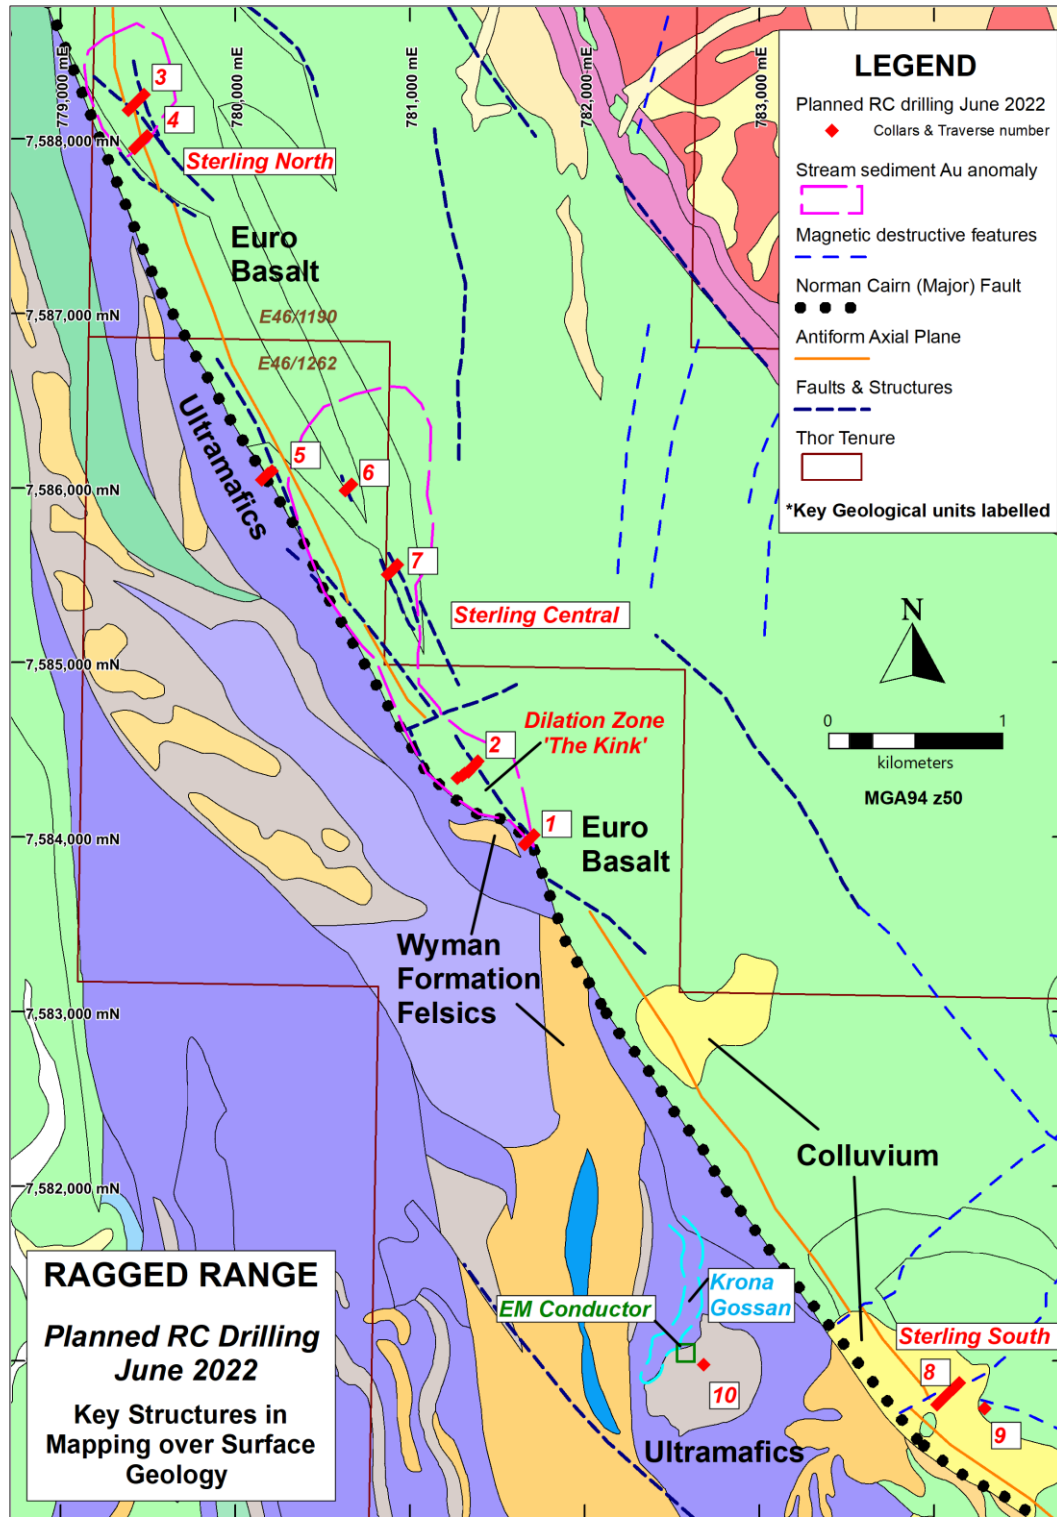 779,000 mE
780,000 mE
781,000 mE
782,000 mE
783,000 mE
LEGEND
Planned RC drilling June 2022
Collars & Traverse number
Stream sediment Au anomaly
Magnetic destructive features
Norman Cairn (Major) Fault
Antiform Axial Plane
Faults & Structures
Thor Tenure
*Key Geological units labelled
3
4
7,588,000 mN
Sterling North
Euro
Basalt
7,587,000 mN
E46/1190
E46/1262
Ultramafics
5
6
7,586,000 mN
7
Sterling Central
N
7,585,000 mN
0 1
kilometers
MGA94 z50
Dilation Zone
'The Kink'
2
1
7,584,000 mN
Euro
Basalt
Wyman
Formation
Felsics
7,583,000 mN
Colluvium
7,582,000 mN
RAGGED RANGE
Planned RC Drilling
June 2022
Key Structures in
Mapping over Surface
Geology
Krona
Gossan
EM Conductor
Sterling South
8
10
9
Ultramafics